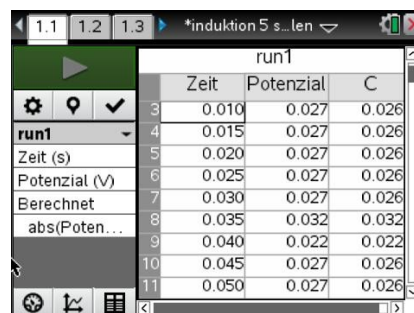 1.1 1.2 1.3 *induktion 5 s...len
run1
Zeit Potenzial C
3 0.010 0.027 0.026
4 0.015 0.027 0.026
5 0.020 0.027 0.026
6 0.025 0.027 0.026
7 0.030 0.027 0.026
8 0.035 0.032 0.032
9 0.040 0.022 0.022
10 0.045 0.027 0.026
11 0.050 0.027 0.026
run1
Zeit (s)
Potenzial (V)
Berechnet
abs(Poten...